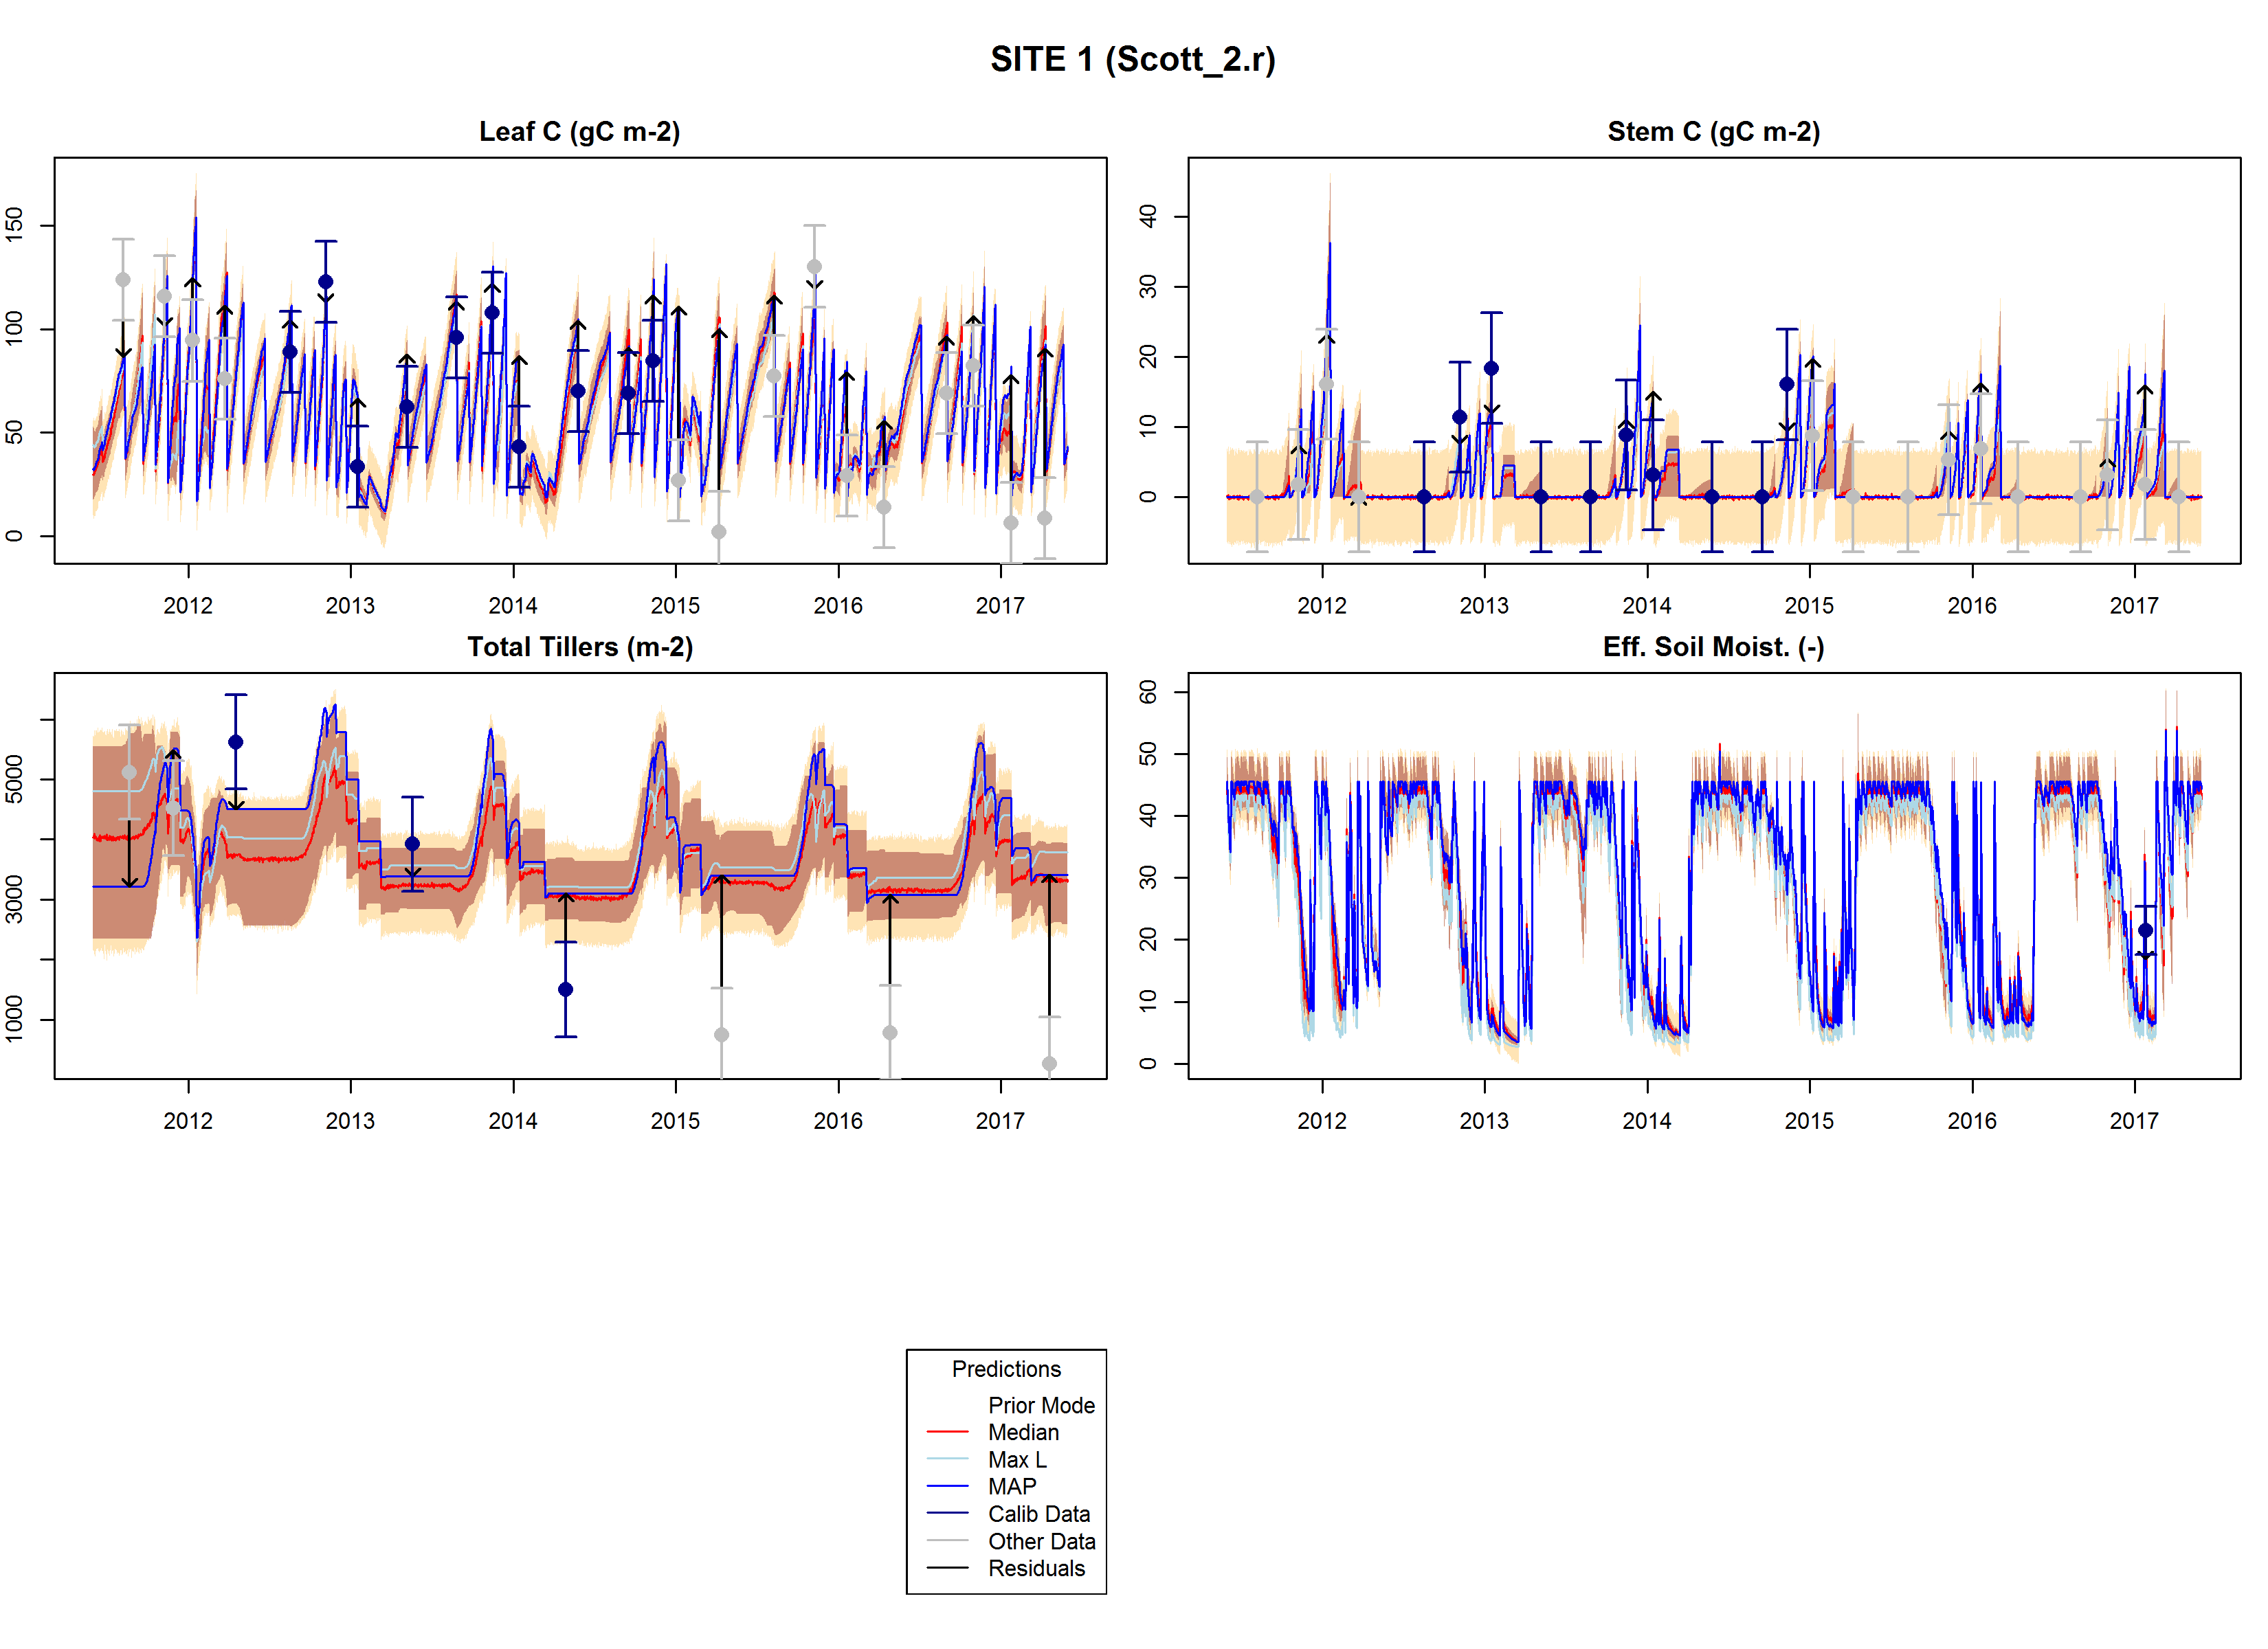 SITE 1 (Scott_2.r)
Leaf C (gC m-2)
150
100
50
0
2012 2013 2014 2015 2016 2017
Stem C (gC m-2)
40
30
20
10
0
2012 2013 2014 2015 2016 2017
Total Tillers (m-2)
5000
3000
1000
2012 2013 2014 2015 2016 2017
Eff. Soil Moist. (-)
60
50
40
30
20
10
0
2012 2013 2014 2015 2016 2017
Predictions
Prior Mode
Median
Max L
MAP
Calib Data
Other Data
Residuals